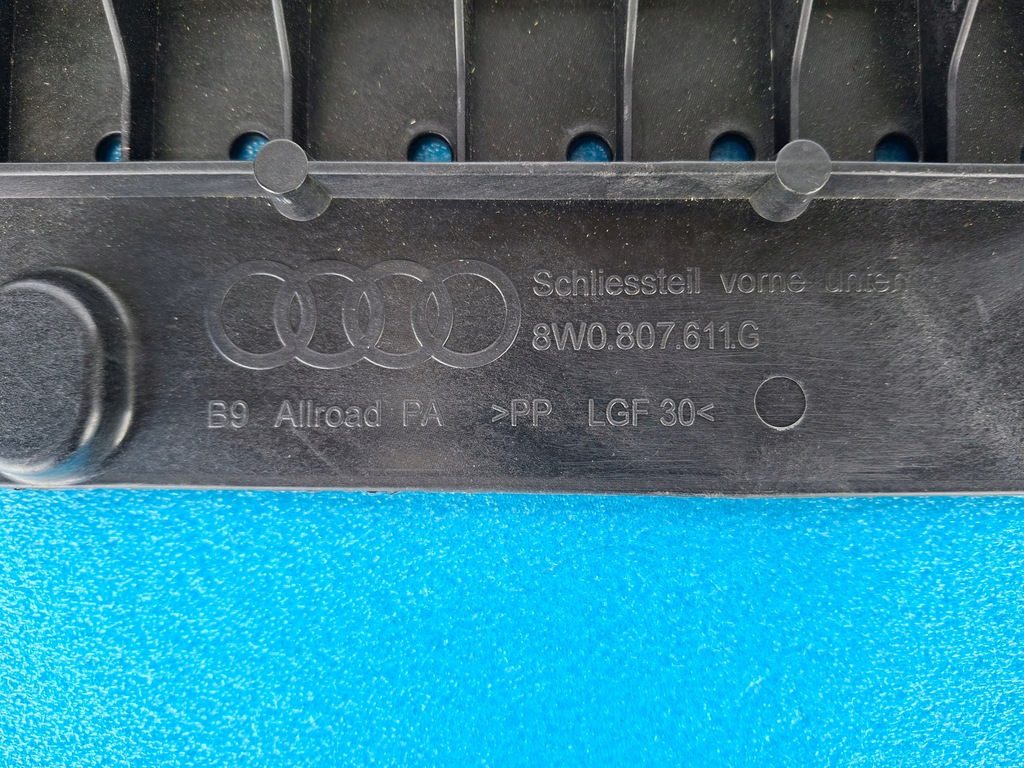 Schliessteil vorne unten
8W0.807.611.G
B9 Allroad PA >PP LGF 30<